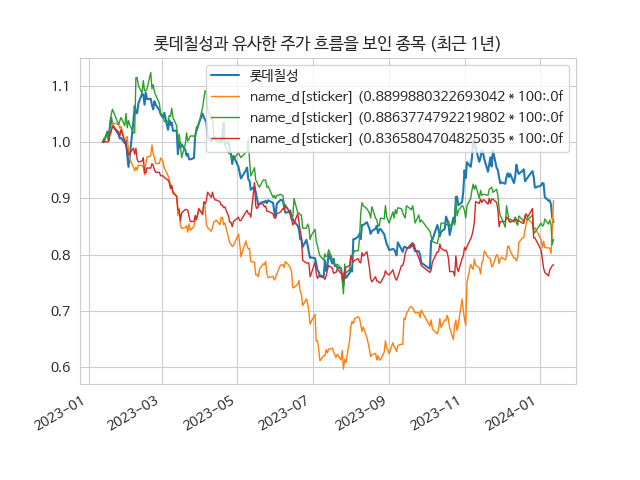 롯데칠성과 유사한 주가 흐름을 보인 종목 (최근 1년)
롯데칠성
name_d[sticker] (0.8899880322693042 * 100:.0f
name_d[sticker] (0.8863774792219802 * 100:.0f
name_d[sticker] (0.8365804704825035 * 100:.0f
1.1
1.0
0.9
0.8
0.7
0.6
2023-01
2023-03
2023-05
2023-07
2023-09
2023-11
2024-01